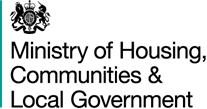 Ministry of Housing,
Communities &
Local Government